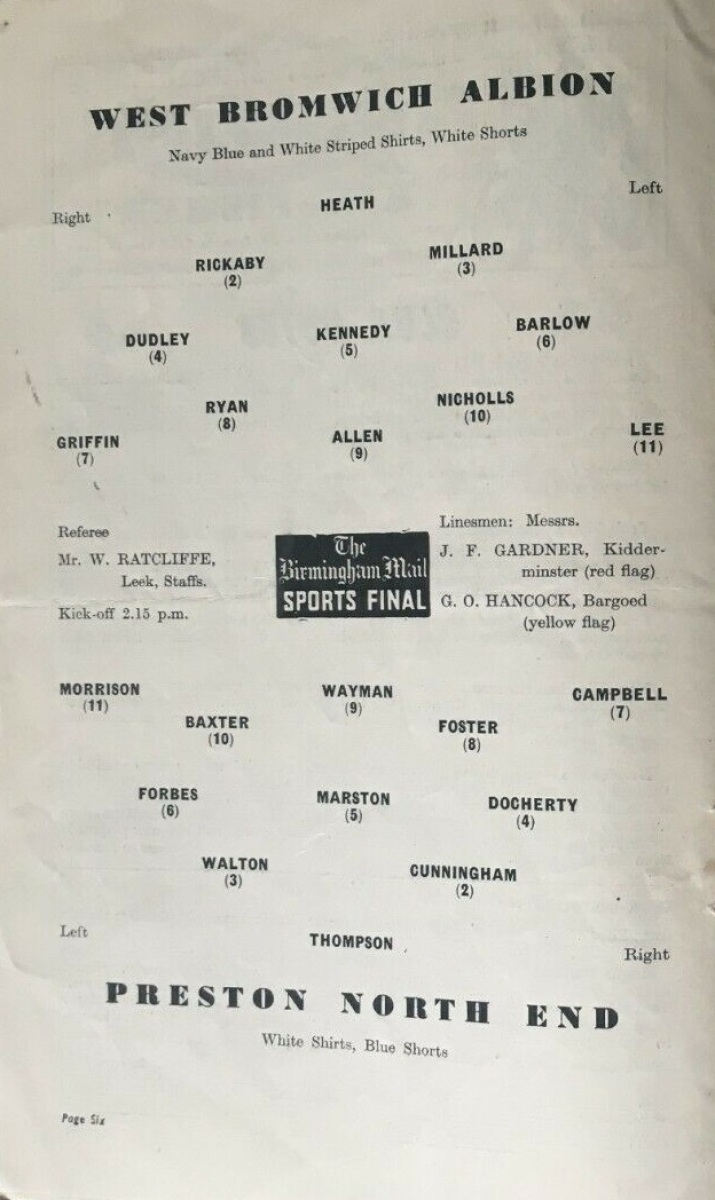 WEST BROMWICH ALBION
Navy Blue and White Striped Shirts, White Shorts
Right
Left
HEATH
RICKABY
(2)
MILLARD
(3)
DUDLEY
(4)
KENNEDY
(5)
BARLOW
(6)
RYAN
(8)
NICHOLLS
(10)
GRIFFIN
(7)
ALLEN
(9)
LEE
(11)
Referee
Mr. W. RATCLIFFE,
Leek, Staffs.
Kick-off 2.15 p.m.
The
Birmingham Mail
SPORTS FINAL
Linesmen: Messrs.
J. F. GARDNER, Kidder-
minster (red flag)
G. O. HANCOCK, Bargoed
(yellow flag)
MORRISON
(11)
WAYMAN
(9)
CAMPBELL
(7)
BAXTER
(10)
FOSTER
(8)
FORBES
(6)
MARSTON
(5)
DOCHERTY
(4)
WALTON
(3)
CUNNINGHAM
(2)
Left
THOMPSON
Right
PRESTON NORTH END
White Shirts, Blue Shorts
Page Six